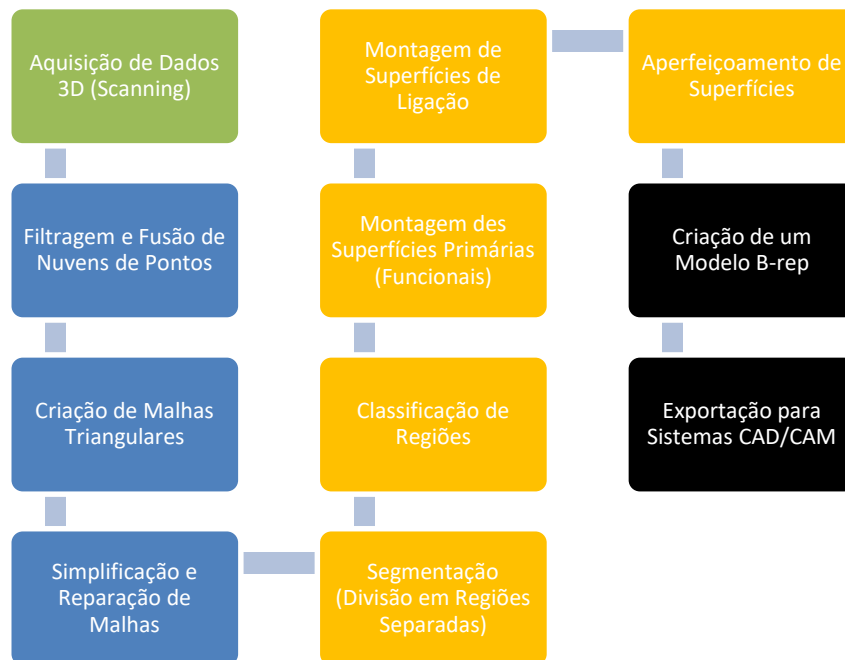 Aquisição de Dados
3D (Scanning)
Filtragem e Fusão de
Nuvens de Pontos
Criação de Malhas
Triangulares
Simplificação e
Reparação de
Malhas
Segmentação
(Divisão em Regiões
Separadas)
Classificação de
Regiões
Montagem des
Superfícies Primárias
(Funcionais)
Montagem de
Superfícies de
Ligação
Aperfeiçoamento de
Superfícies
Criação de um
Modelo B-rep
Exportação para
Sistemas CAD/CAM